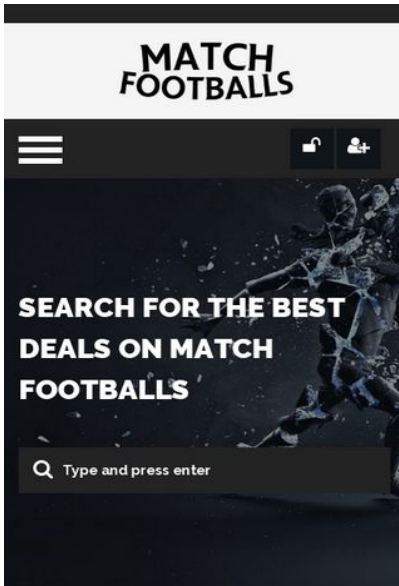 MATCH
FOOTBALLS
SEARCH FOR THE BEST
DEALS ON MATCH
FOOTBALLS
Type and press enter